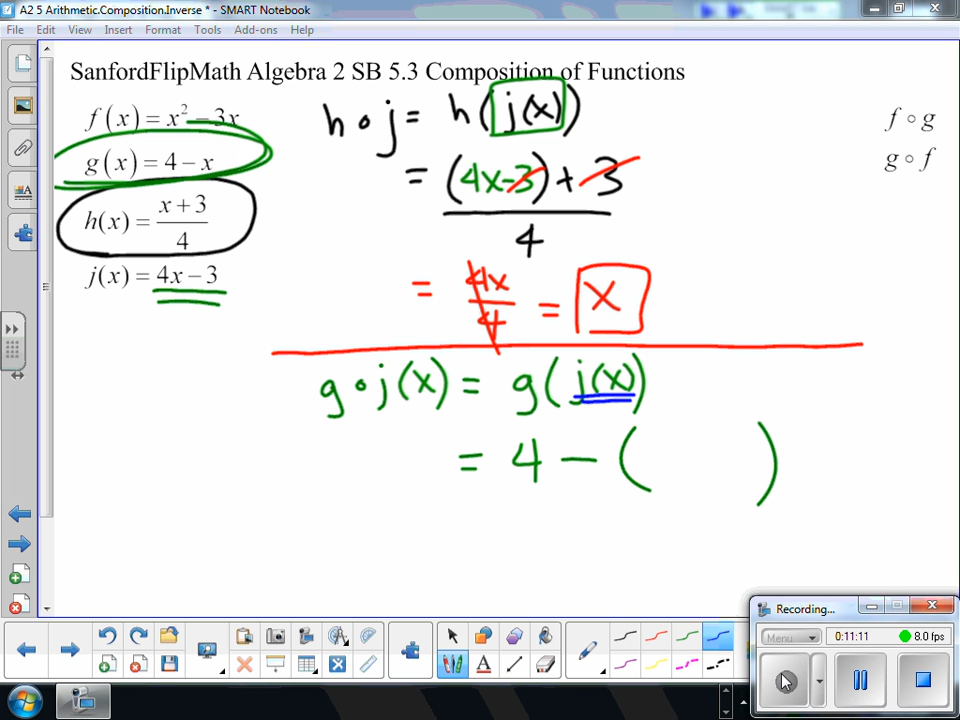 A2 5 Arithmetic.Composition.Inverse * - SMART Notebook
File Edit View Insert Format Tools Add-ons Help
SanfordFlipMath Algebra 2 SB 5.3 Composition of Functions
f(x) = x² − 3x
g(x) = 4 − x
h(x) = (x + 3)/4
j(x) = 4x − 3
h ∘ j = h(j(x))
= ((4x-3) + 3)/4
= 4x/4 = x
g ∘ j(x) = g(j(x))
= 4 − ( )
f ∘ g
g ∘ f
Recording...
Menu 0:11:11 8.0 fps